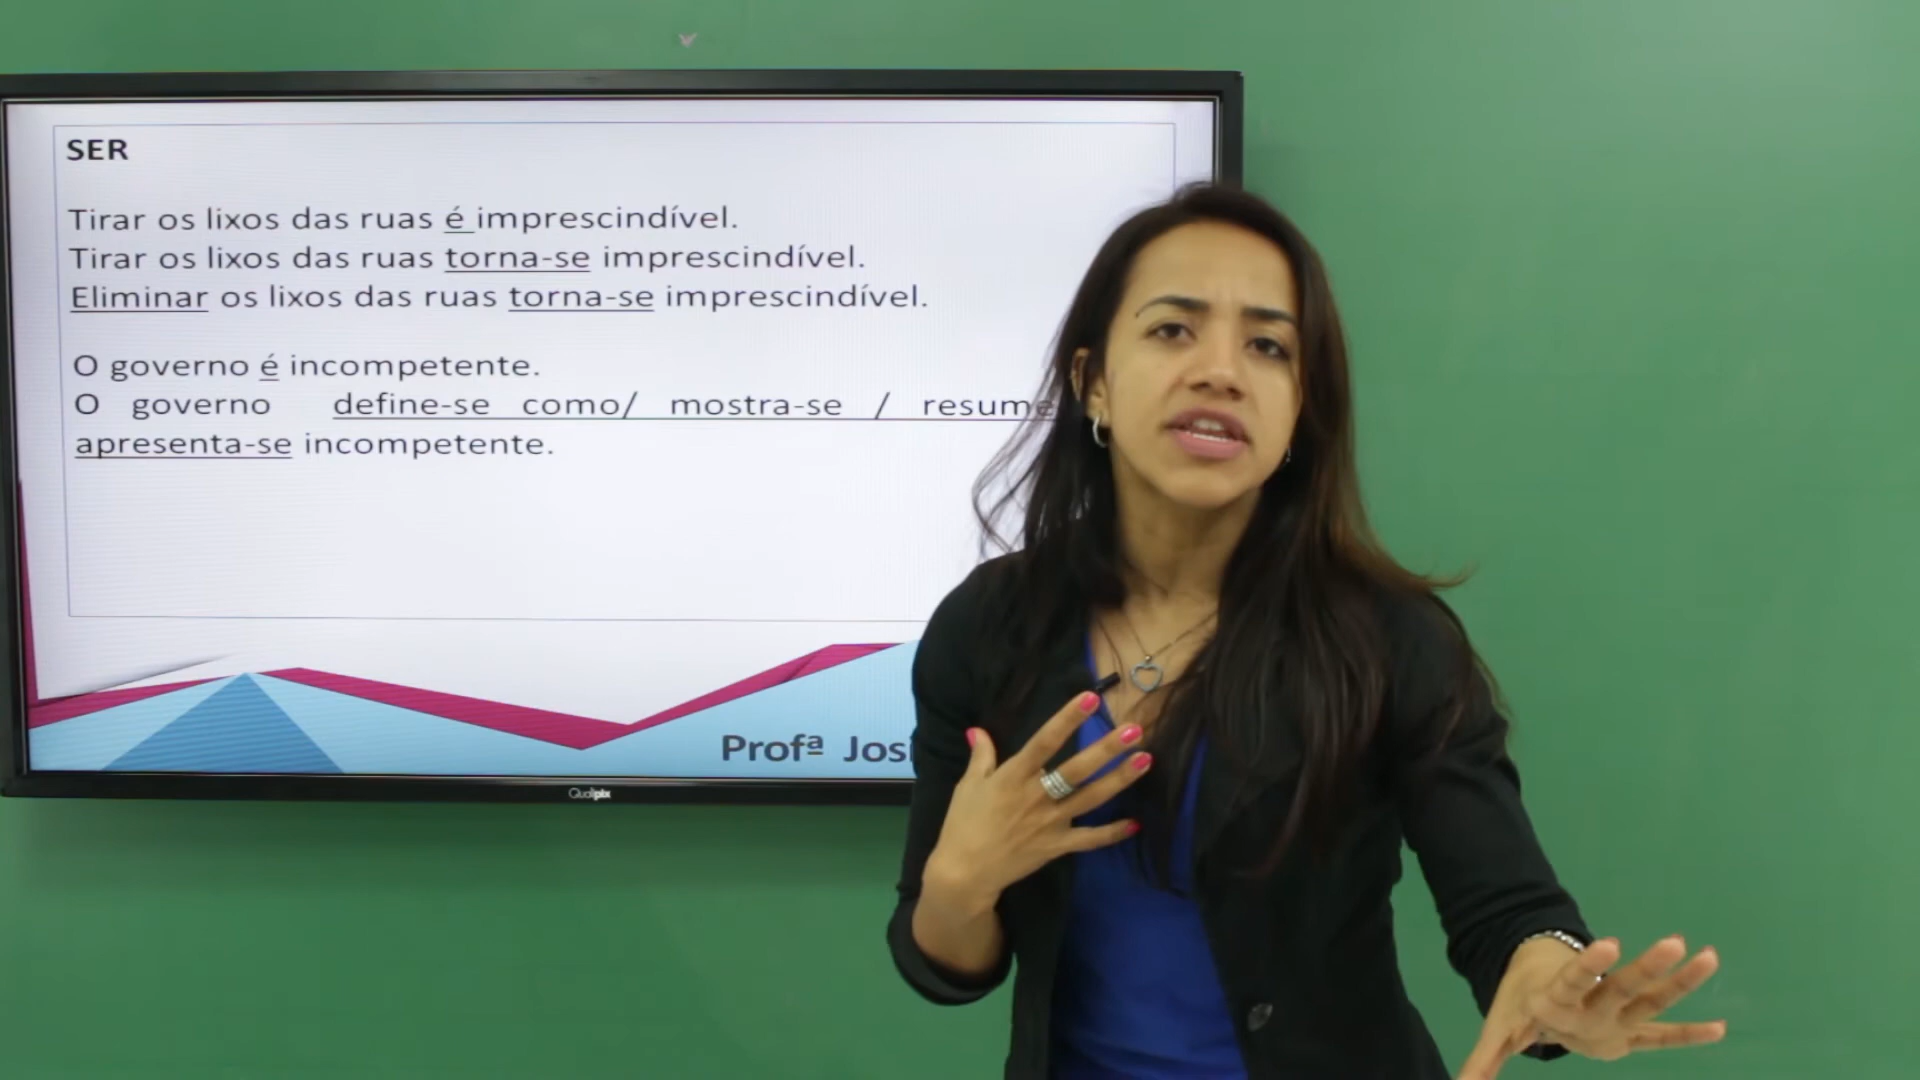 SER
Tirar os lixos das ruas é imprescindível.
Tirar os lixos das ruas torna-se imprescindível.
Eliminar os lixos das ruas torna-se imprescindível.
O governo é incompetente.
O governo define-se como/ mostra-se / resume
apresenta-se incompetente.
Profª Josi
Qualipix